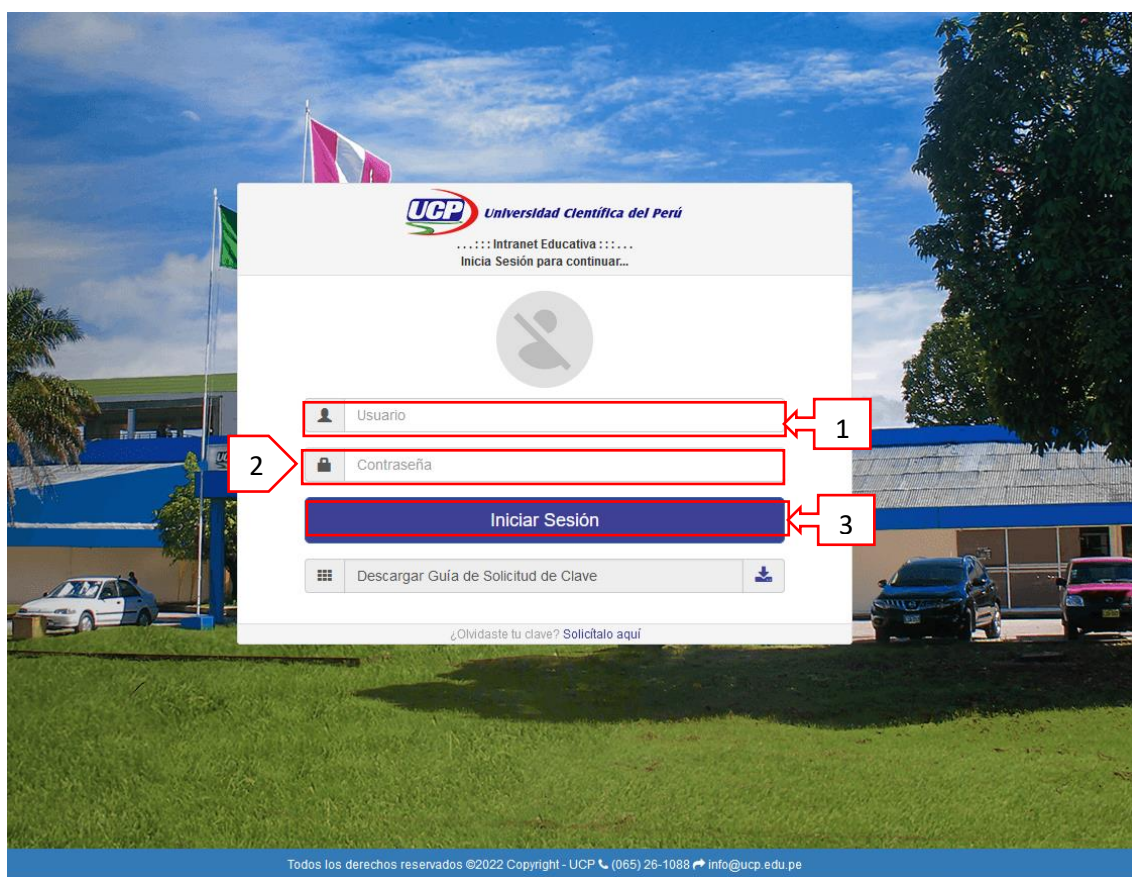 UCP Universidad Científica del Perú
. . . : : : Intranet Educativa : : : . . .
Inicia Sesión para continuar...
Usuario
1
2
Contraseña
Iniciar Sesión
3
Descargar Guía de Solicitud de Clave
¿Olvidaste tu clave? Solicítalo aquí
Todos los derechos reservados ©2022 Copyright - UCP (065) 26-1088 info@ucp.edu.pe